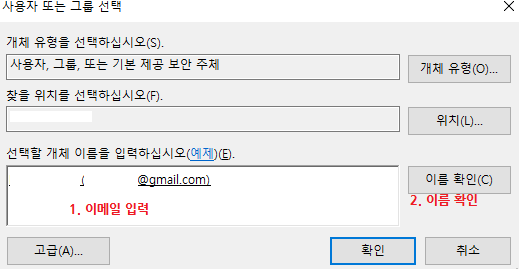 사용자 또는 그룹 선택
개체 유형을 선택하십시오(S).
사용자, 그룹, 또는 기본 제공 보안 주체
개체 유형(O)...
찾을 위치를 선택하십시오(F).
위치(L)...
선택할 개체 이름을 입력하십시오(예제)(E).
( @gmail.com)
이름 확인(C)
1. 이메일 입력
2. 이름 확인
고급(A)...
확인
취소